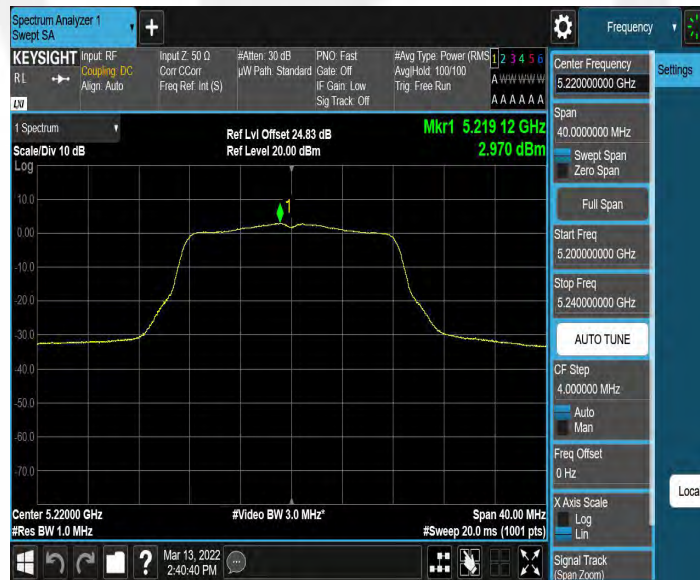 Spectrum Analyzer 1
Swept SA
+
Frequency
KEYSIGHT
RL
LXI
Input: RF
Coupling: DC
Align: Auto
Input Z: 50 Ω
Corr CCorr
Freq Ref: Int (S)
#Atten: 30 dB
µW Path: Standard
PNO: Fast
Gate: Off
IF Gain: Low
Sig Track: Off
#Avg Type: Power (RMS
Avg|Hold: 100/100
Trig: Free Run
1 2 3 4 5 6
A W W W W W
A A A A A A
1 Spectrum
Scale/Div 10 dB
Log
Ref Lvl Offset 24.83 dB
Ref Level 20.00 dBm
Mkr1 5.219 12 GHz
2.970 dBm
1
10.0
0.00
-10.0
-20.0
-30.0
-40.0
-50.0
-60.0
-70.0
Center 5.22000 GHz
#Res BW 1.0 MHz
#Video BW 3.0 MHz*
Span 40.00 MHz
#Sweep 20.0 ms (1001 pts)
?
Mar 13, 2022
2:40:40 PM
Center Frequency
5.220000000 GHz
Settings
Span
40.0000000 MHz
Swept Span
Zero Span
Full Span
Start Freq
5.200000000 GHz
Stop Freq
5.240000000 GHz
AUTO TUNE
CF Step
4.000000 MHz
Auto
Man
Freq Offset
0 Hz
X Axis Scale
Log
Lin
Loca
Signal Track
(Span Zoom)